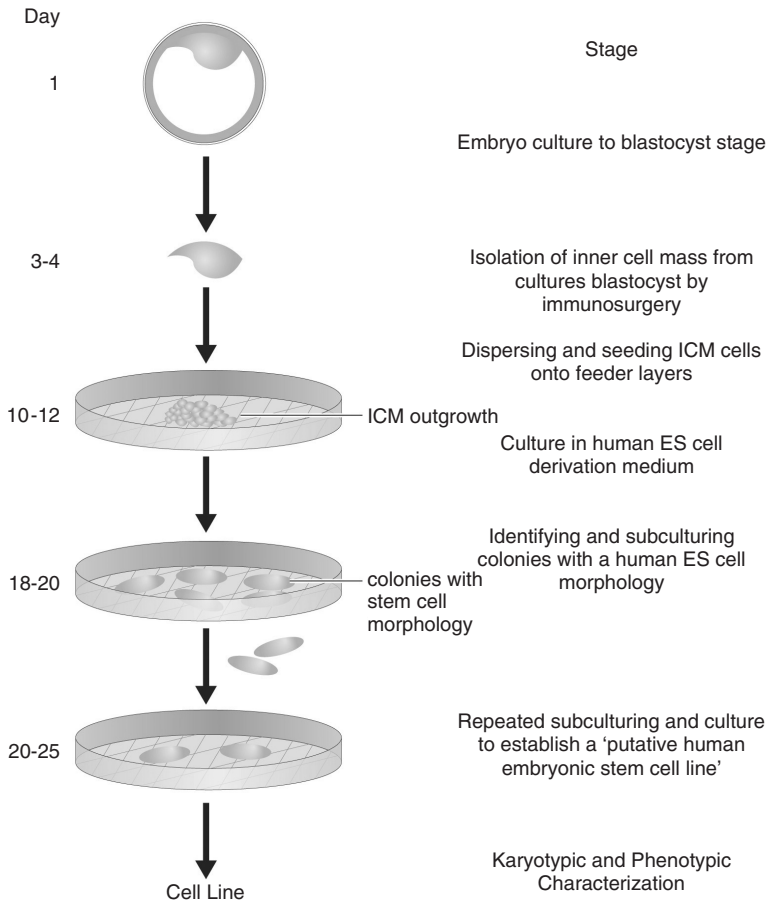 Day
Stage
1
Embryo culture to blastocyst stage
3-4
Isolation of inner cell mass from
cultures blastocyst by
immunosurgery
Dispersing and seeding ICM cells
onto feeder layers
10-12
ICM outgrowth
Culture in human ES cell
derivation medium
18-20
colonies with
stem cell
morphology
Identifying and subculturing
colonies with a human ES cell
morphology
20-25
Repeated subculturing and culture
to establish a ‘putative human
embryonic stem cell line’
Cell Line
Karyotypic and Phenotypic
Characterization